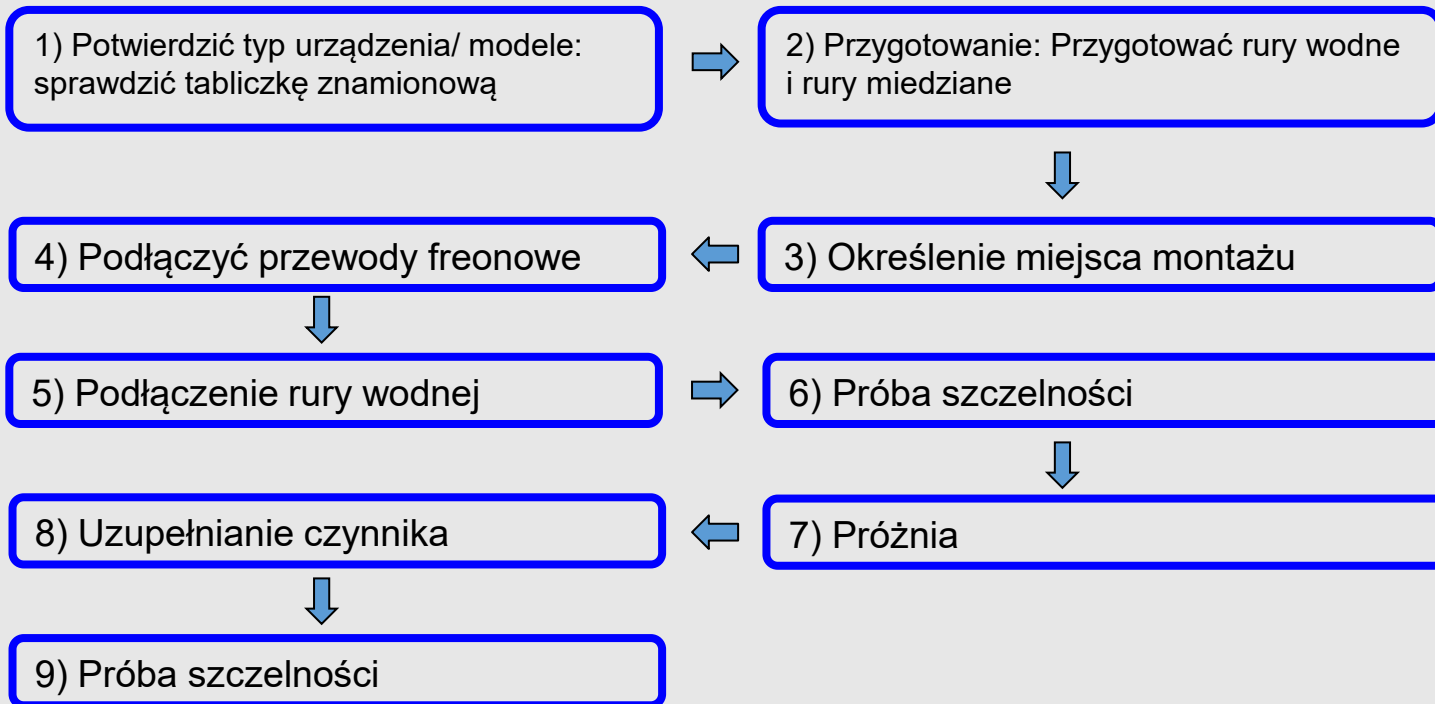 1) Potwierdzić typ urządzenia/ modele:
sprawdzić tabliczkę znamionową
2) Przygotowanie: Przygotować rury wodne
i rury miedziane
3) Określenie miejsca montażu
4) Podłączyć przewody freonowe
5) Podłączenie rury wodnej
6) Próba szczelności
7) Próżnia
8) Uzupełnianie czynnika
9) Próba szczelności